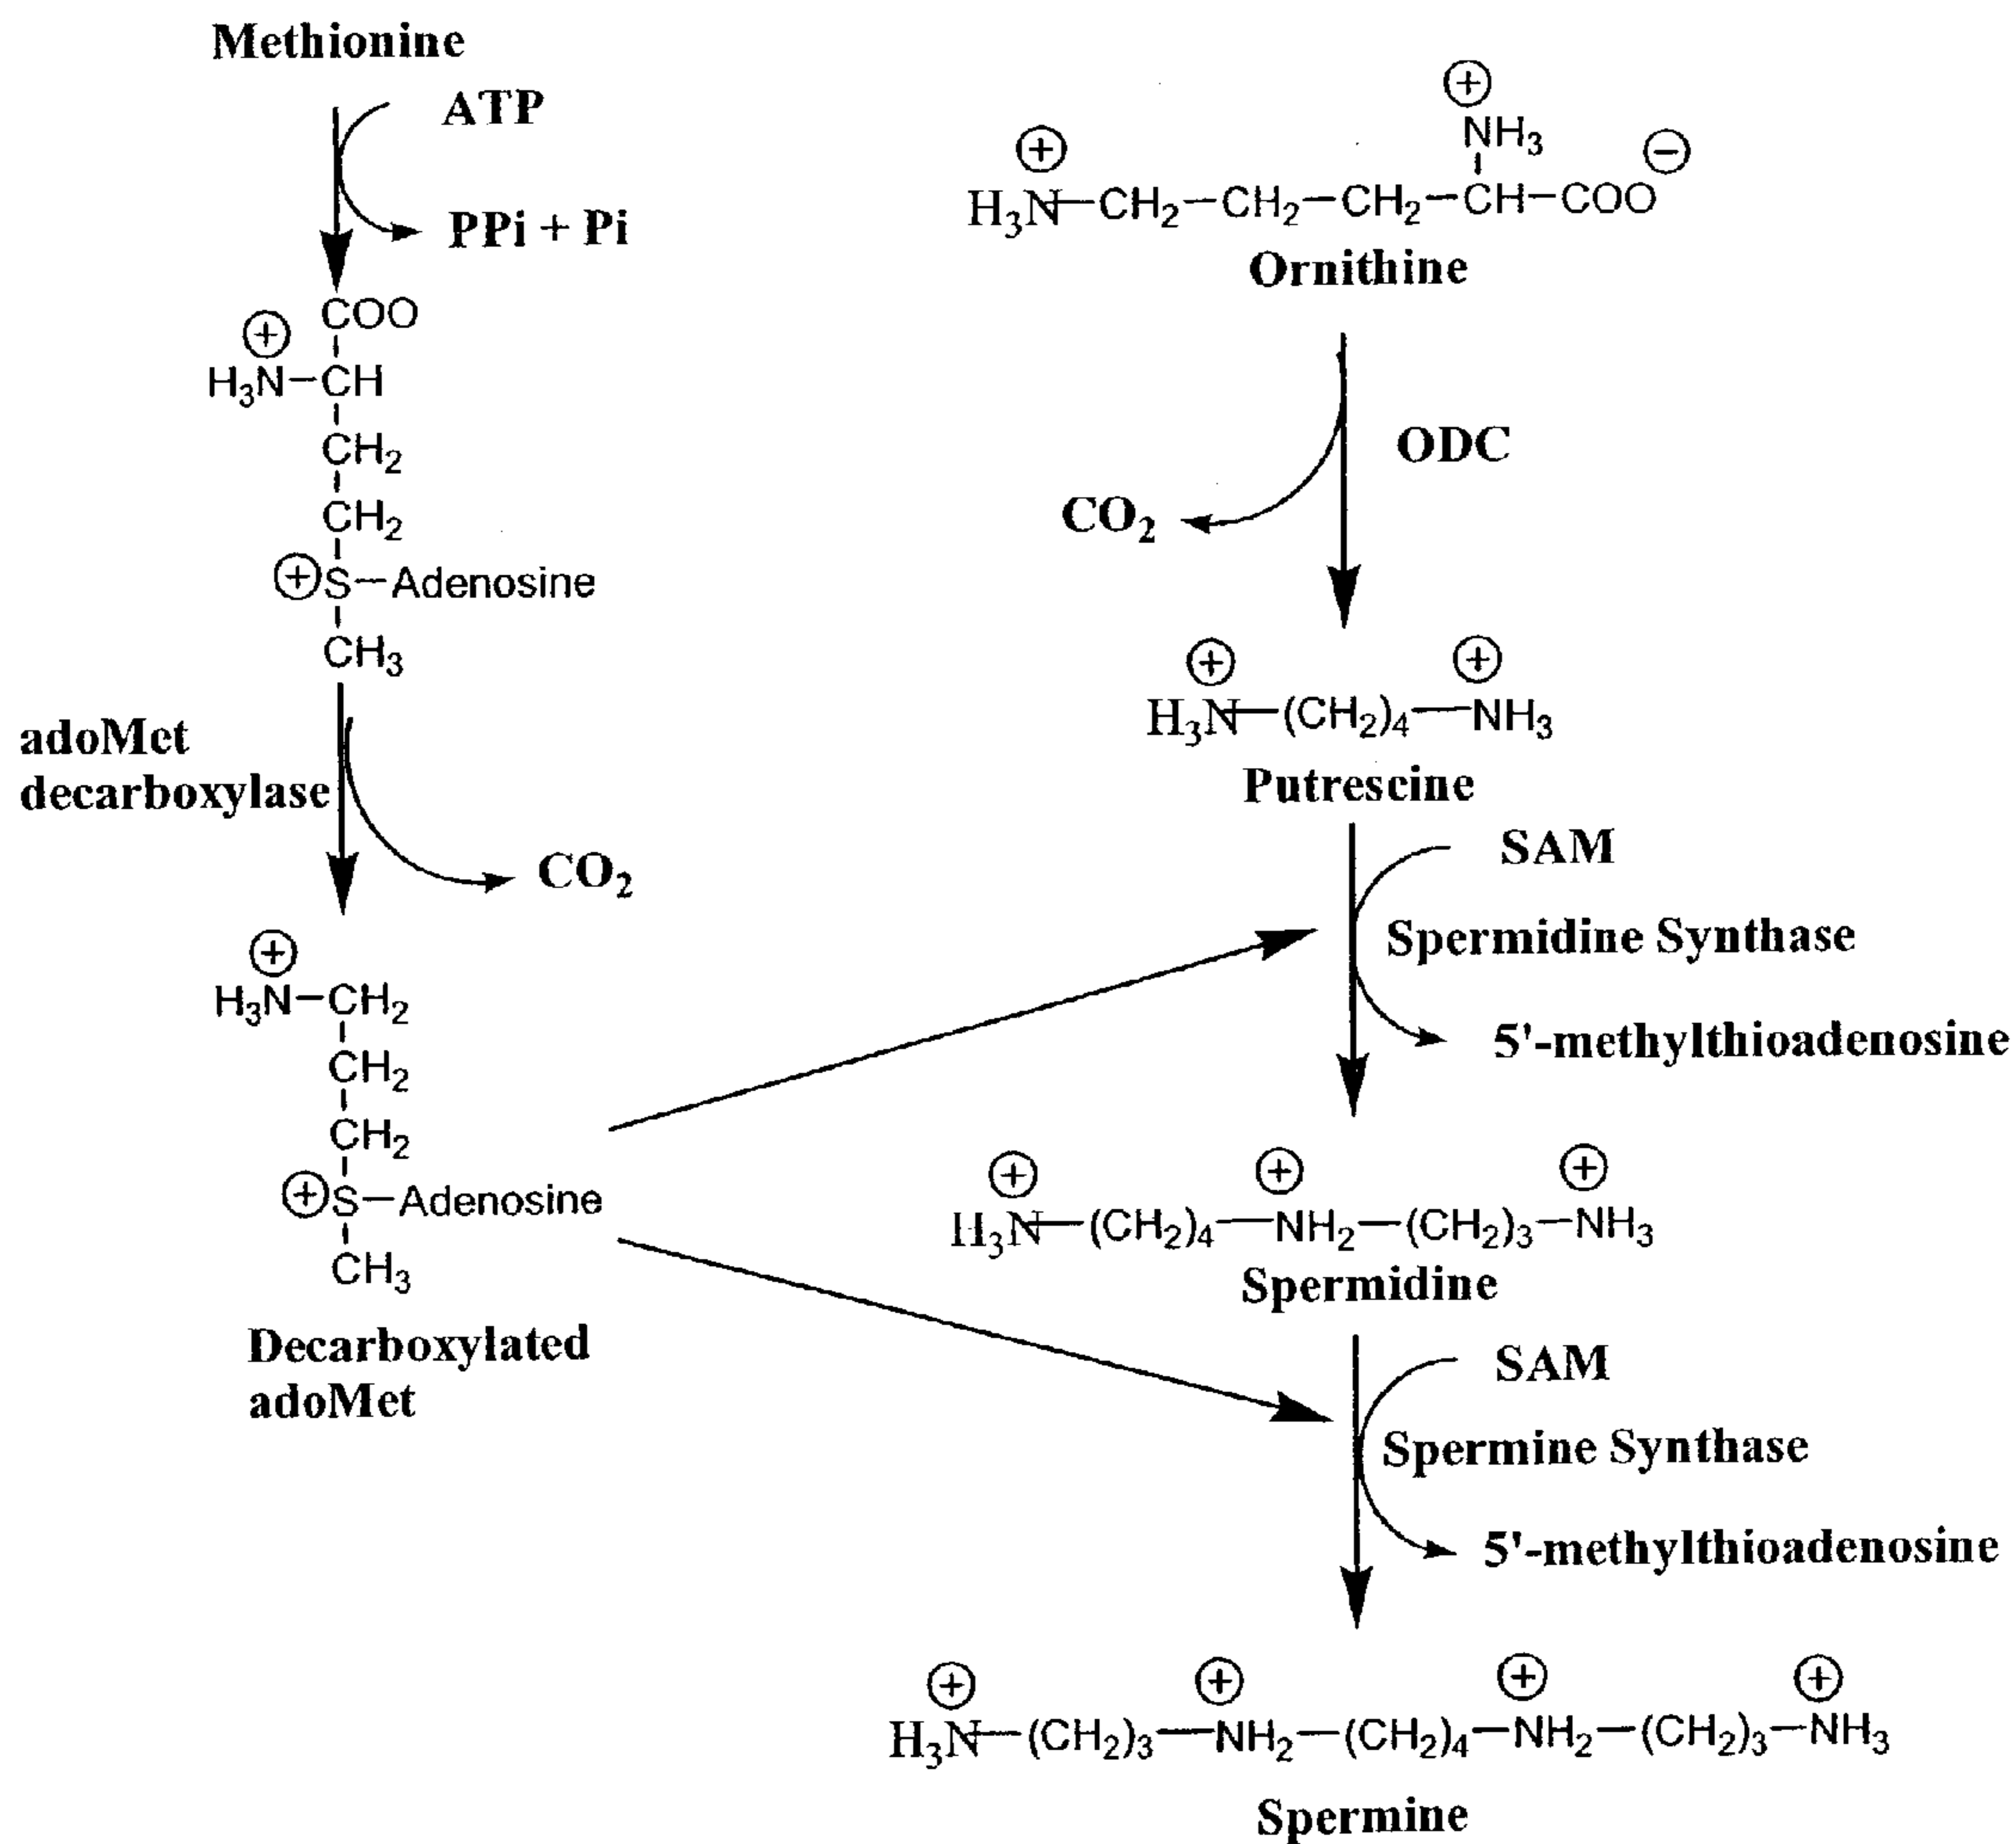 Methionine
ATP
PPi + Pi
COO
⊕
H₃N–CH
CH₂
CH₂
⊕S–Adenosine
CH₃
adoMet
decarboxylase
CO₂
⊕
H₃N–CH₂
CH₂
CH₂
⊕S–Adenosine
CH₃
Decarboxylated
adoMet
⊕
⊕ NH₃ ⊖
H₃N–CH₂–CH₂–CH₂–CH–COO
Ornithine
ODC
CO₂
⊕ ⊕
H₃N–(CH₂)₄–NH₃
Putrescine
SAM
Spermidine Synthase
5'-methylthioadenosine
⊕ ⊕ ⊕
H₃N–(CH₂)₄–NH₂–(CH₂)₃–NH₃
Spermidine
SAM
Spermine Synthase
5'-methylthioadenosine
⊕ ⊕ ⊕ ⊕
H₃N–(CH₂)₃–NH₂–(CH₂)₄–NH₂–(CH₂)₃–NH₃
Spermine